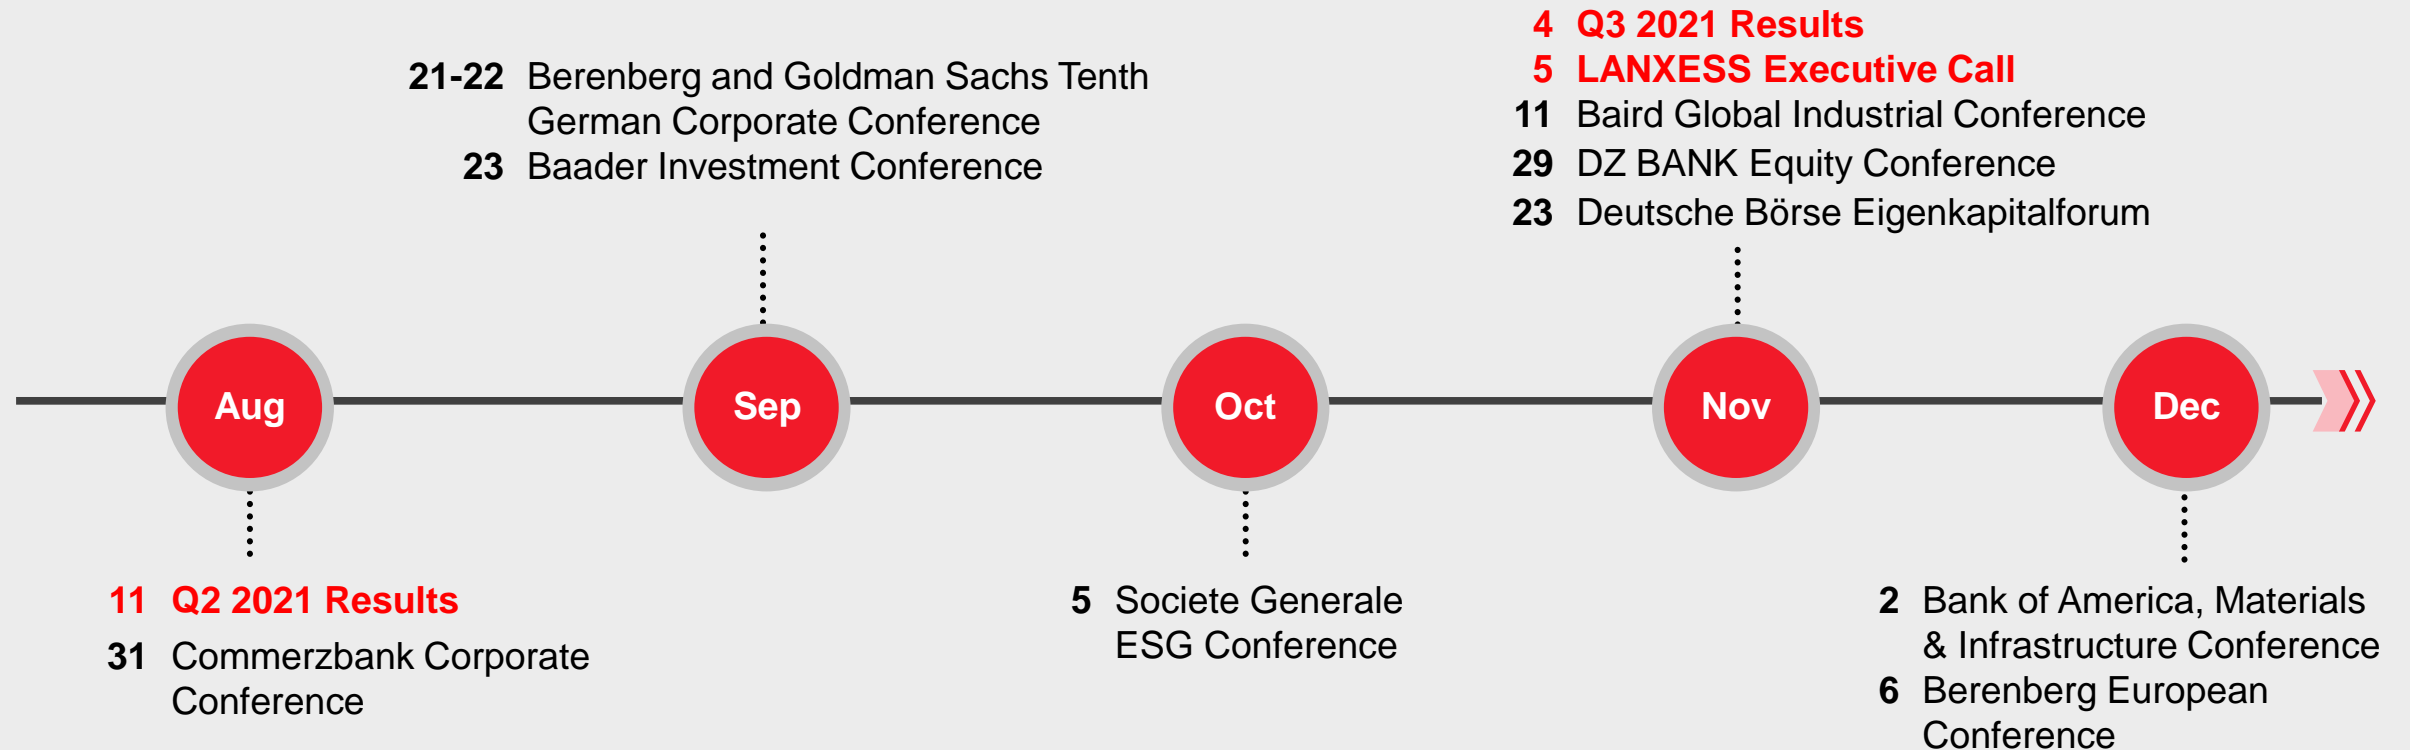 4 Q3 2021 Results
5 LANXESS Executive Call
11 Baird Global Industrial Conference
29 DZ BANK Equity Conference
23 Deutsche Börse Eigenkapitalforum
21-22 Berenberg and Goldman Sachs Tenth
German Corporate Conference
23 Baader Investment Conference
Aug
Sep
Oct
Nov
Dec
11 Q2 2021 Results
31 Commerzbank Corporate
Conference
5 Societe Generale
ESG Conference
2 Bank of America, Materials
& Infrastructure Conference
6 Berenberg European
Conference